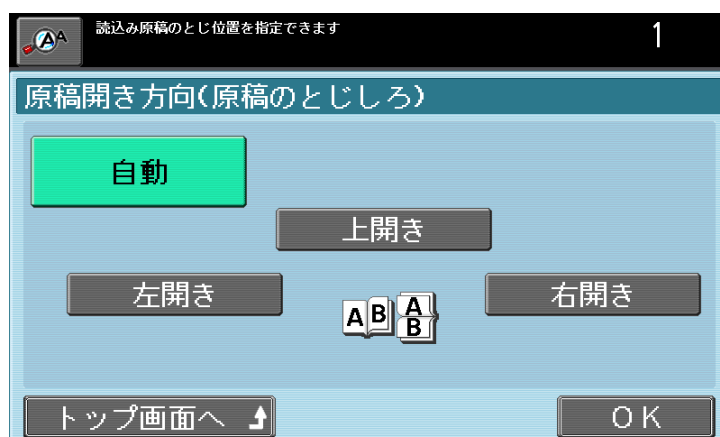 読込み原稿のとじ位置を指定できます
1
原稿開き方向(原稿のとじしろ)
自動
上開き
左開き
右開き
トップ画面へ
OK